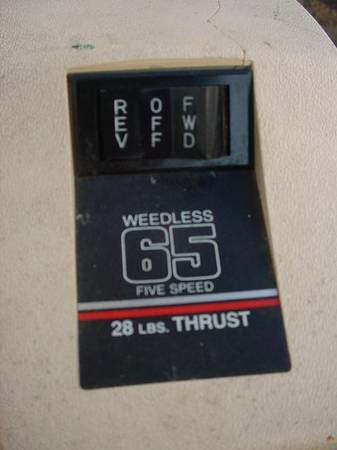 REV OFF FWD
WEEDLESS
65
FIVE SPEED
28 LBS. THRUST